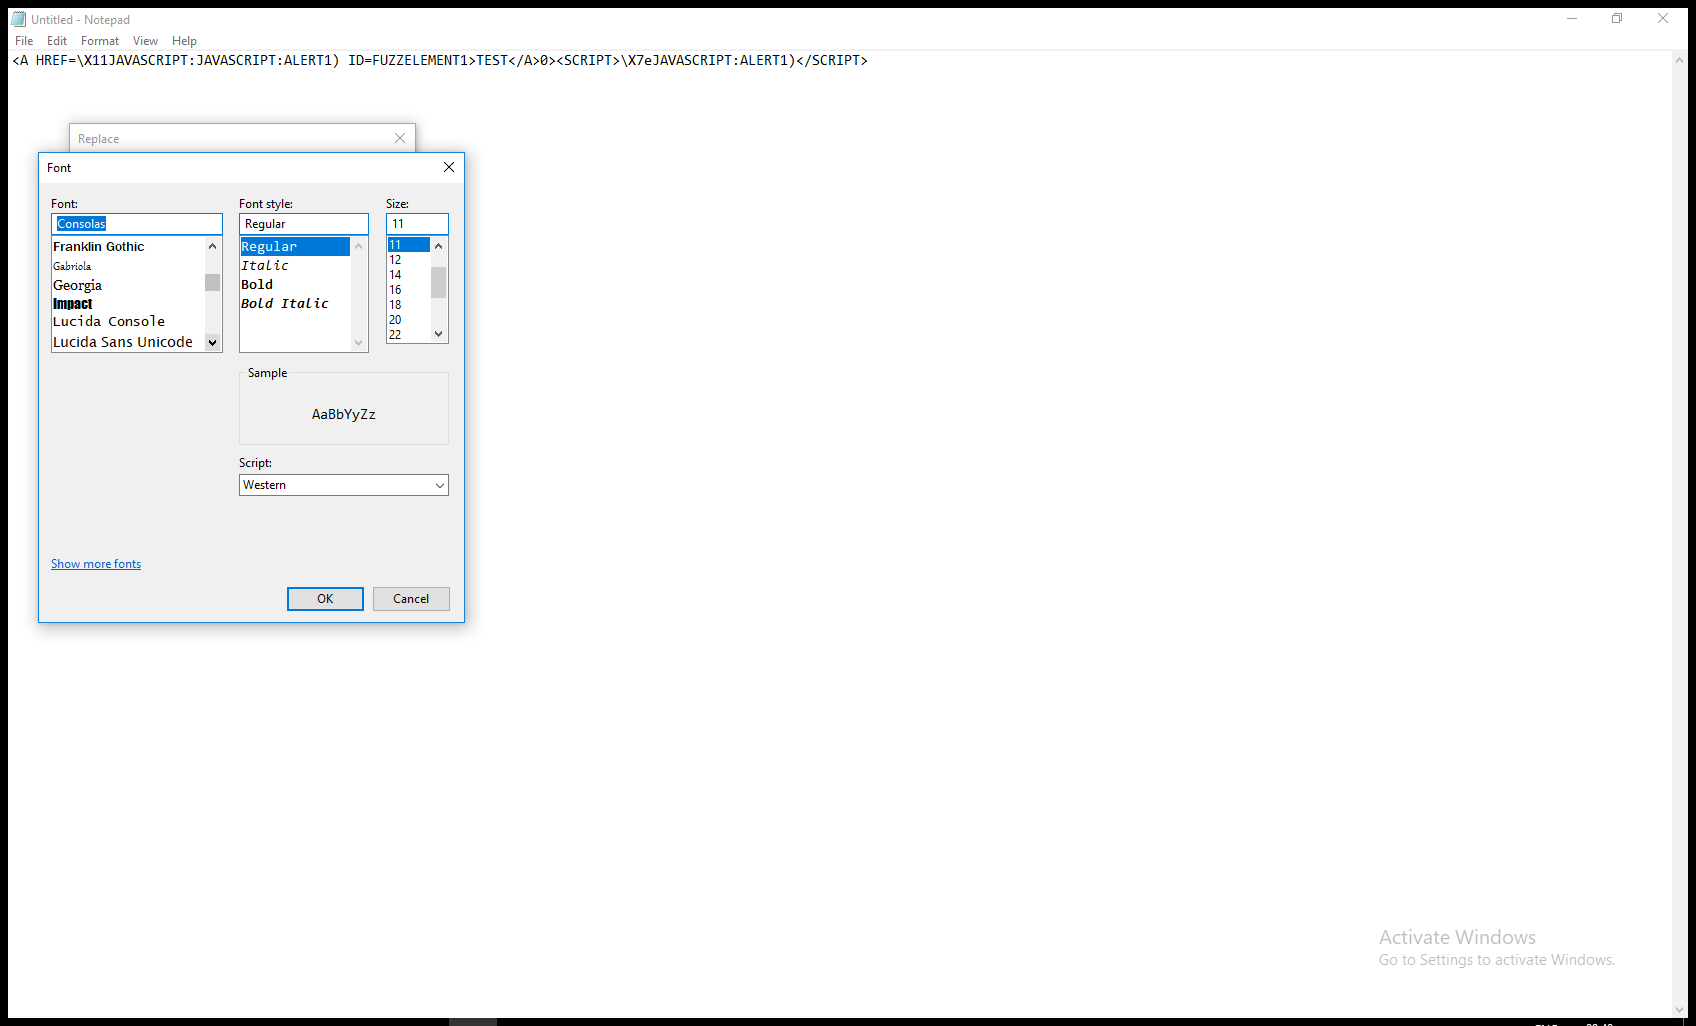 Untitled - Notepad
File Edit Format View Help
<A HREF=\X11JAVASCRIPT:JAVASCRIPT:ALERT1) ID=FUZZELEMENT1>TEST</A>0><SCRIPT>\X7eJAVASCRIPT:ALERT1)</SCRIPT>
Replace
Font
Font: Font style: Size:
Consolas Regular 11
Franklin Gothic
Gabriola
Georgia
Impact
Lucida Console
Lucida Sans Unicode
Regular
Italic
Bold
Bold Italic
11
12
14
16
18
20
22
Sample
AaBbYyZz
Script:
Western
Show more fonts
OK Cancel
Activate Windows
Go to Settings to activate Windows.